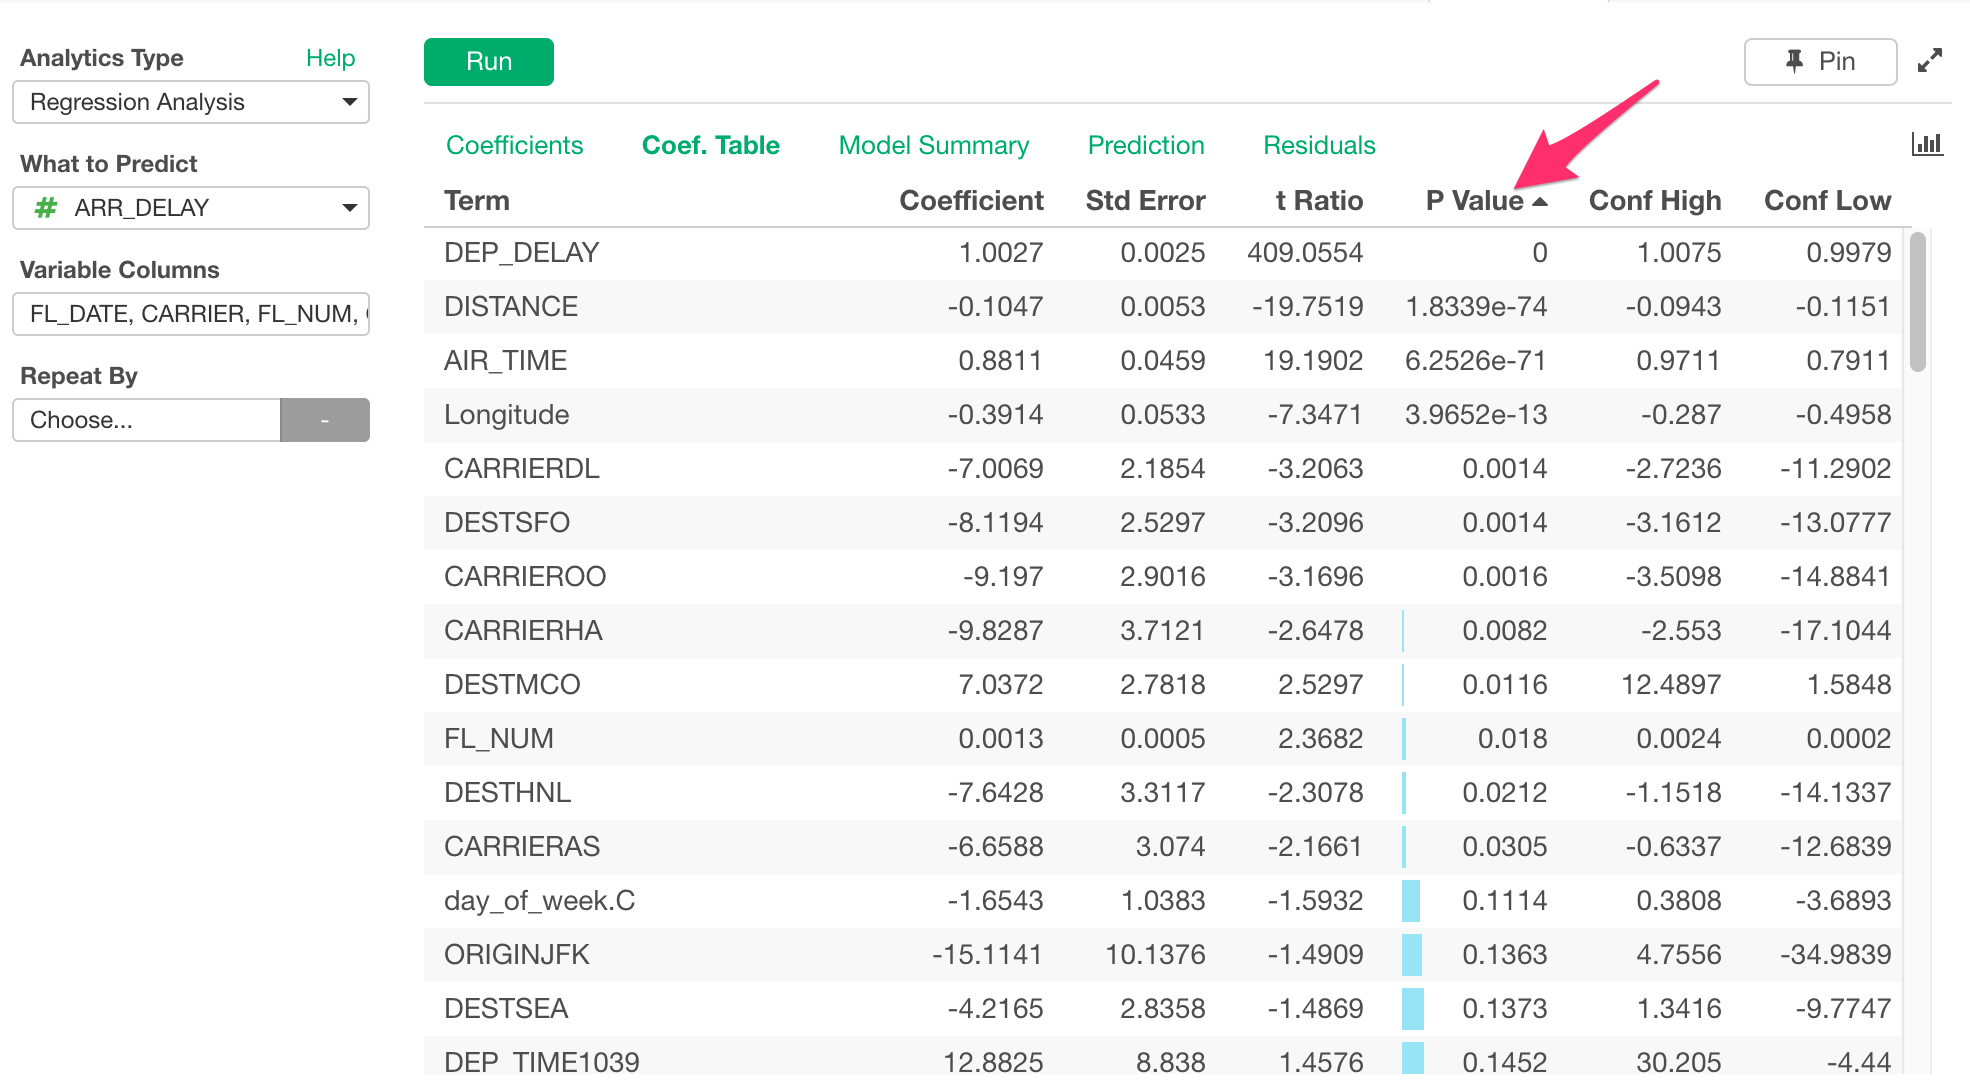 Analytics Type Help
Regression Analysis
What to Predict
# ARR_DELAY
Variable Columns
FL_DATE, CARRIER, FL_NUM,
Repeat By
Choose... -
Run
Pin
Coefficients Coef. Table Model Summary Prediction Residuals
Term Coefficient Std Error t Ratio P Value Conf High Conf Low
DEP_DELAY 1.0027 0.0025 409.0554 0 1.0075 0.9979
DISTANCE -0.1047 0.0053 -19.7519 1.8339e-74 -0.0943 -0.1151
AIR_TIME 0.8811 0.0459 19.1902 6.2526e-71 0.9711 0.7911
Longitude -0.3914 0.0533 -7.3471 3.9652e-13 -0.287 -0.4958
CARRIERDL -7.0069 2.1854 -3.2063 0.0014 -2.7236 -11.2902
DESTSFO -8.1194 2.5297 -3.2096 0.0014 -3.1612 -13.0777
CARRIEROO -9.197 2.9016 -3.1696 0.0016 -3.5098 -14.8841
CARRIERHA -9.8287 3.7121 -2.6478 0.0082 -2.553 -17.1044
DESTMCO 7.0372 2.7818 2.5297 0.0116 12.4897 1.5848
FL_NUM 0.0013 0.0005 2.3682 0.018 0.0024 0.0002
DESTHNL -7.6428 3.3117 -2.3078 0.0212 -1.1518 -14.1337
CARRIERAS -6.6588 3.074 -2.1661 0.0305 -0.6337 -12.6839
day_of_week.C -1.6543 1.0383 -1.5932 0.1114 0.3808 -3.6893
ORIGINJFK -15.1141 10.1376 -1.4909 0.1363 4.7556 -34.9839
DESTSEA -4.2165 2.8358 -1.4869 0.1373 1.3416 -9.7747
DEP_TIME1039 12.8825 8.838 1.4576 0.1452 30.205 -4.44